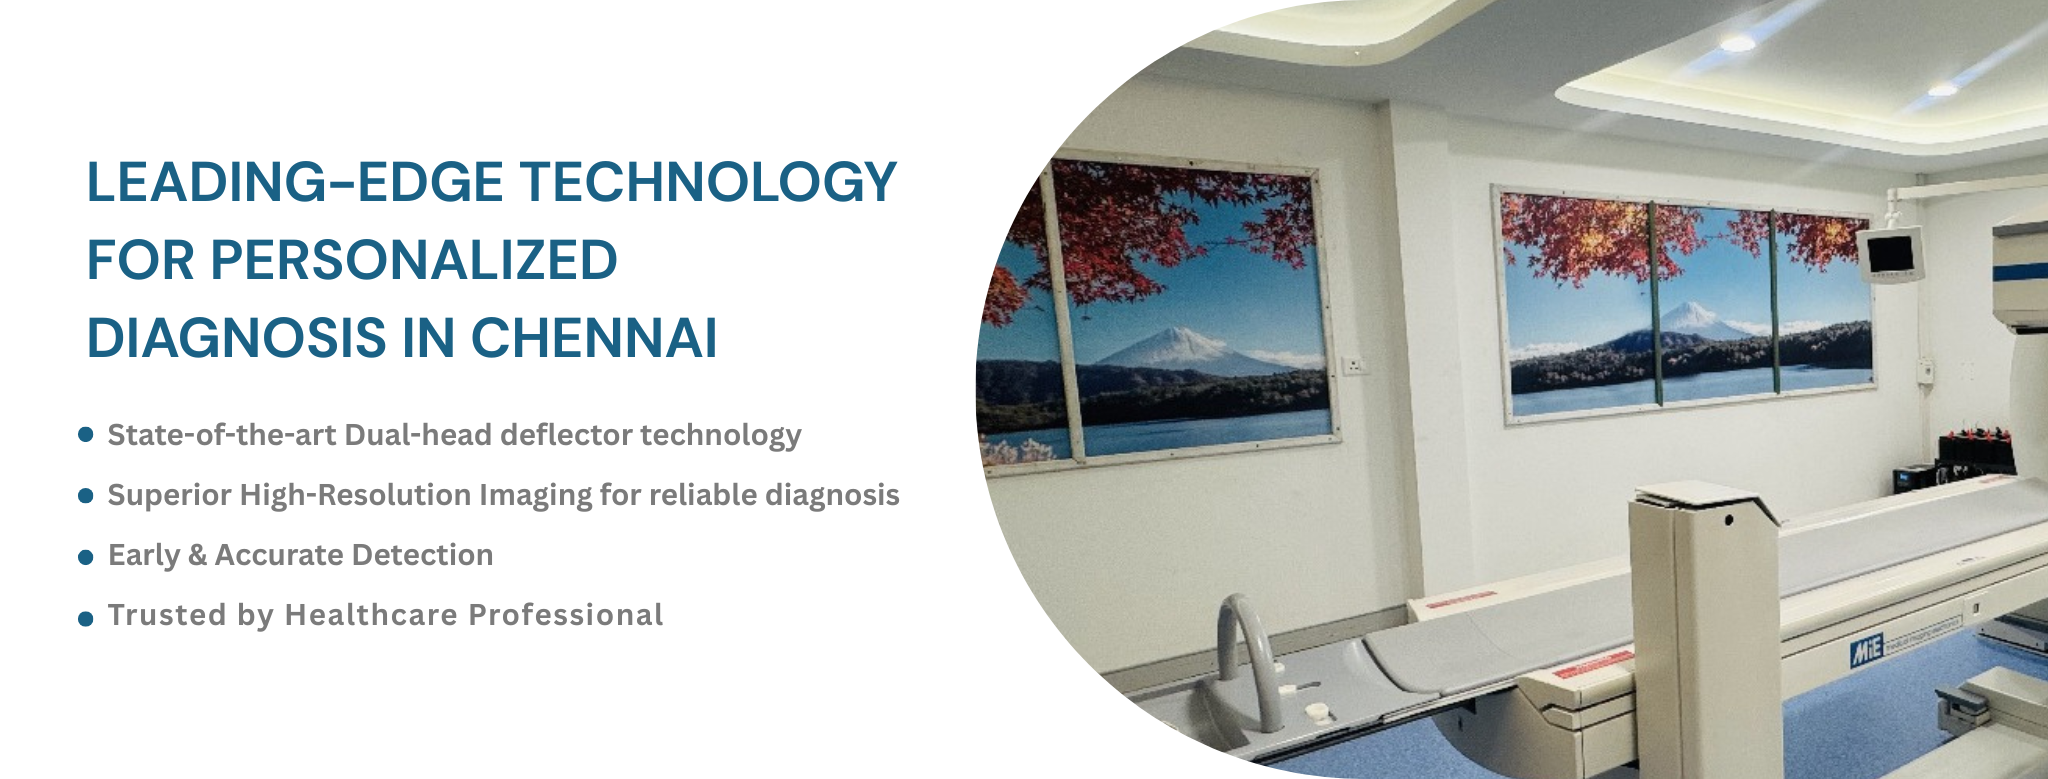 LEADING-EDGE TECHNOLOGY
FOR PERSONALIZED
DIAGNOSIS IN CHENNAI
State-of-the-art Dual-head deflector technology
Superior High-Resolution Imaging for reliable diagnosis
Early & Accurate Detection
Trusted by Healthcare Professional
MiE